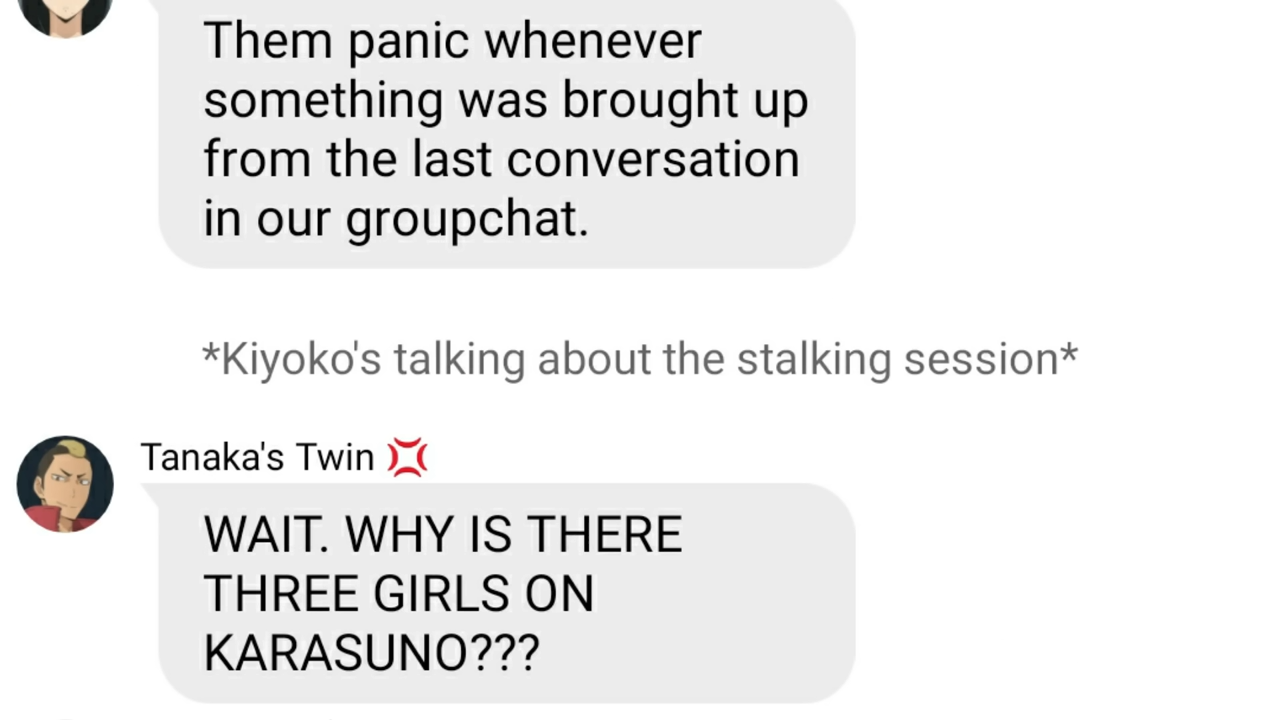 Them panic whenever
something was brought up
from the last conversation
in our groupchat.
*Kiyoko's talking about the stalking session*
Tanaka's Twin 💢
WAIT. WHY IS THERE
THREE GIRLS ON
KARASUNO???